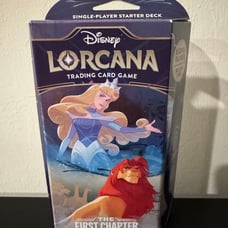 SINGLE-PLAYER STARTER DECK
Disney
LORCANA
TRADING CARD GAME
THE
FIRST CHAPTER